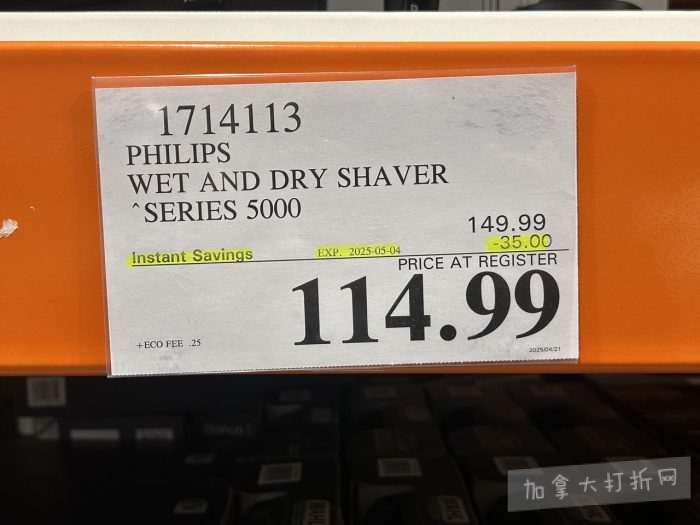 1714113
PHILIPS
WET AND DRY SHAVER
^SERIES 5000
149.99
Instant Savings EXP. 2025-05-04 -35.00
PRICE AT REGISTER
114.99
+ECO FEE .25
2025/04/21
加拿大打折网